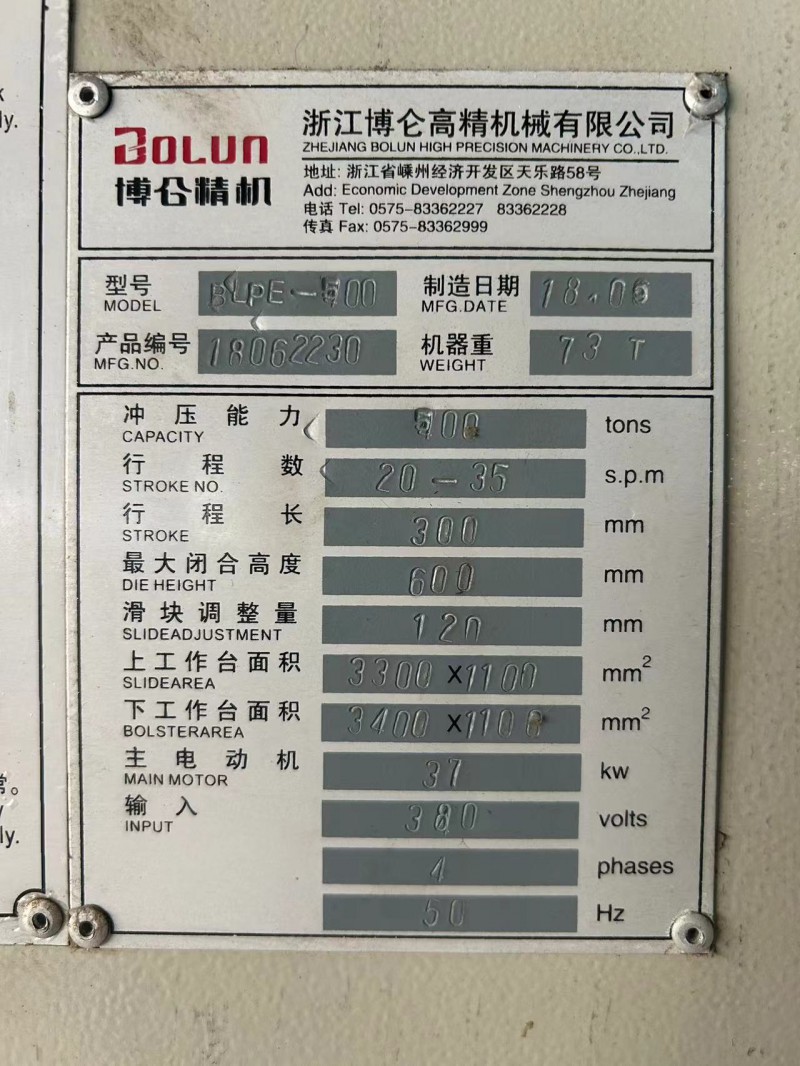 ly.
BOLUN
博仑精机
浙江博仑高精机械有限公司
ZHEJIANG BOLUN HIGH PRECISION MACHINERY CO.,LTD.
地址: 浙江省嵊州经济开发区天乐路58号
Add: Economic Development Zone Shengzhou Zhejiang
电话 Tel: 0575-83362227 83362228
传真 Fax: 0575-83362999
型号 MODEL BLPE-500
制造日期 MFG.DATE 18.06
产品编号 MFG.NO. 18062230
机器重 WEIGHT 73 T
冲压能力 500 tons
CAPACITY
行程数 20-35 s.p.m
STROKE NO.
行程长 300 mm
STROKE
最大闭合高度 600 mm
DIE HEIGHT
滑块调整量 120 mm
SLIDEADJUSTMENT
上工作台面积 3300 X1100 mm²
SLIDEAREA
下工作台面积 3400 X1100 mm²
BOLSTERAREA
主电动机 37 kw
MAIN MOTOR
输入 380 volts
INPUT
4 phases
50 Hz
常。
ly.